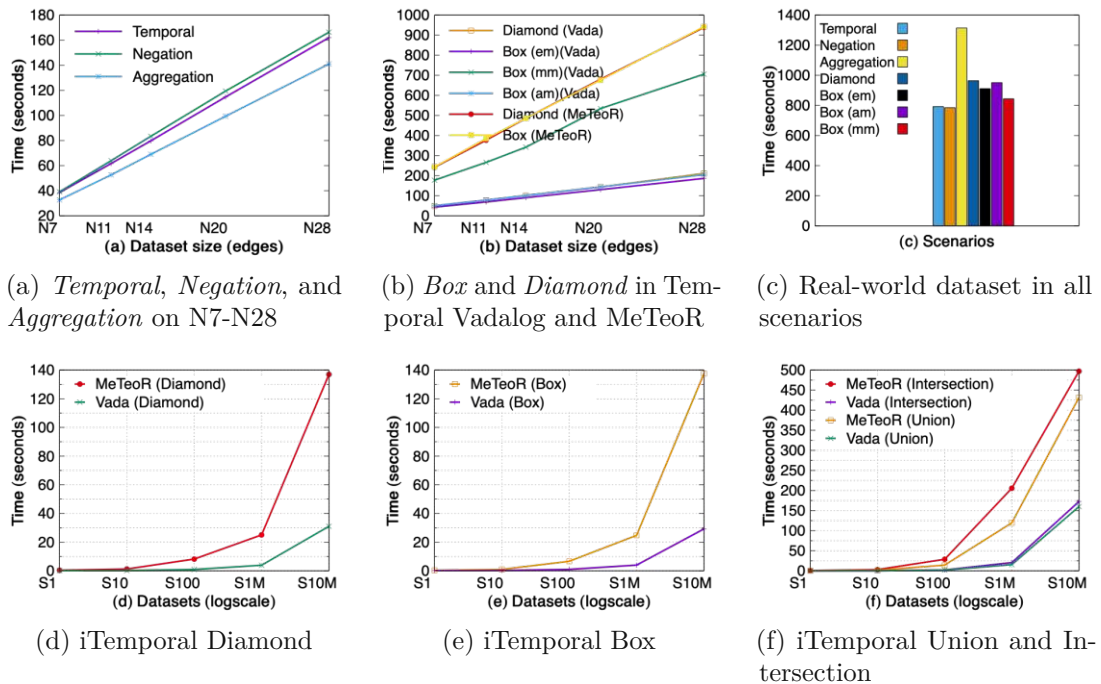 180
160
140
120
100
80
60
40
20
Time (seconds)
Temporal
Negation
Aggregation
N7 N11 N14 N20 N28
(a) Dataset size (edges)
(a) Temporal, Negation, and
Aggregation on N7-N28
1000
900
800
700
600
500
400
300
200
100
0
Time (seconds)
Diamond (Vada)
Box (em)(Vada)
Box (mm)(Vada)
Box (am)(Vada)
Diamond (MeTeoR)
Box (MeTeoR)
N7 N11 N14 N20 N28
(b) Dataset size (edges)
(b) Box and Diamond in Tem-
poral Vadalog and MeTeoR
1400
1200
1000
800
600
400
200
0
Time (seconds)
Temporal
Negation
Aggregation
Diamond
Box (em)
Box (am)
Box (mm)
(c) Scenarios
(c) Real-world dataset in all
scenarios
140
120
100
80
60
40
20
0
Time (seconds)
MeTeoR (Diamond)
Vada (Diamond)
S1 S10 S100 S1M S10M
(d) Datasets (logscale)
(d) iTemporal Diamond
140
120
100
80
60
40
20
0
Time (seconds)
MeTeoR (Box)
Vada (Box)
S1 S10 S100 S1M S10M
(e) Datasets (logscale)
(e) iTemporal Box
500
450
400
350
300
250
200
150
100
50
0
Time (seconds)
MeTeoR (Intersection)
Vada (Intersection)
MeTeoR (Union)
Vada (Union)
S1 S10 S100 S1M S10M
(f) Datasets (logscale)
(f) iTemporal Union and In-
tersection